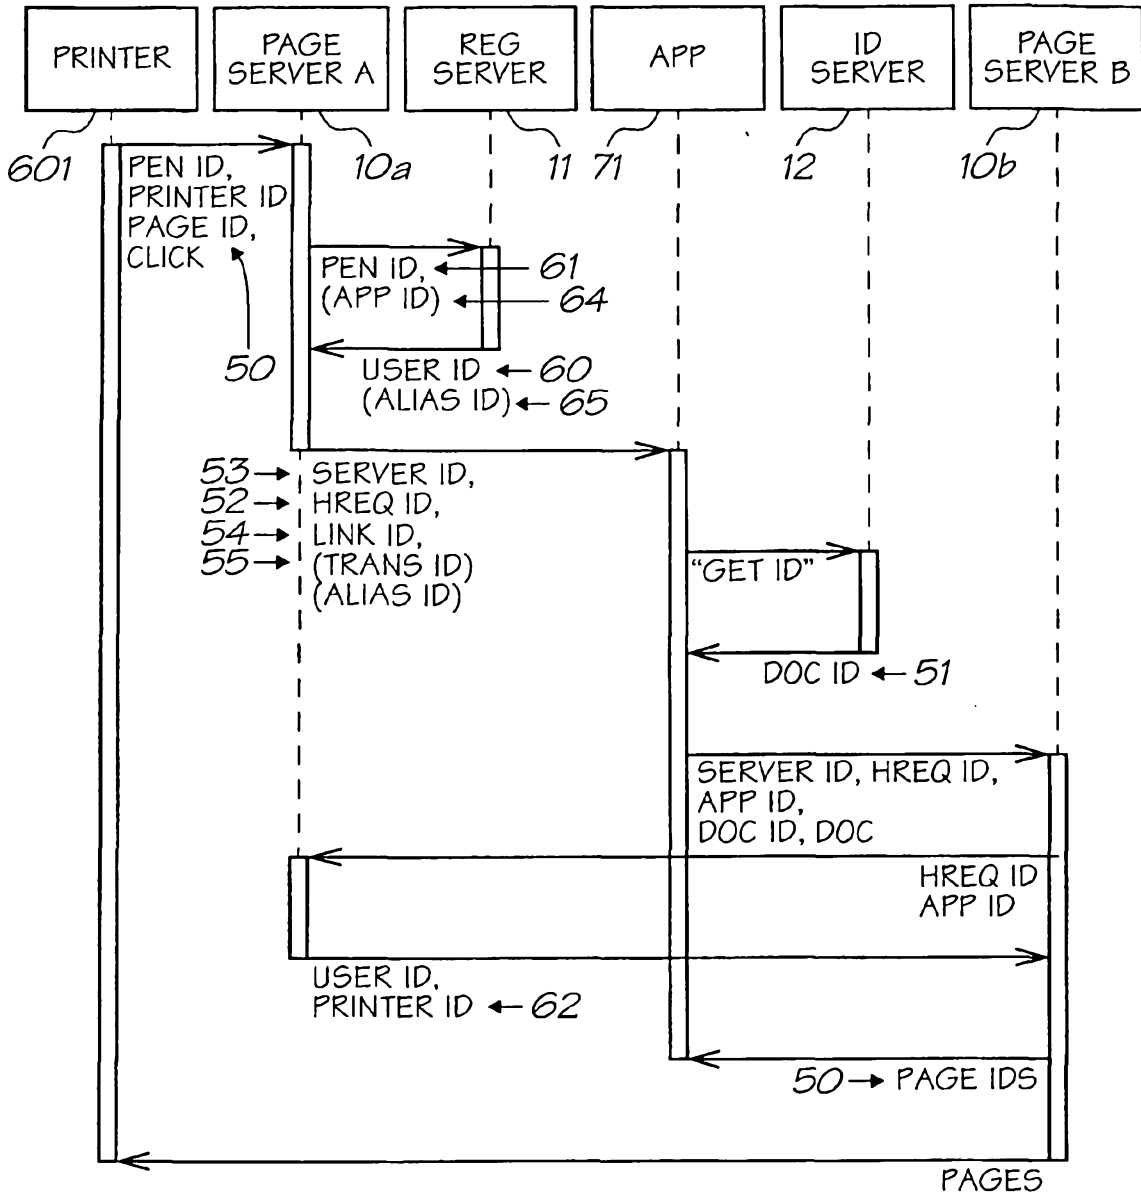 PRINTER
PAGE
SERVER A
REG
SERVER
APP
ID
SERVER
PAGE
SERVER B
601
10a
11
71
12
10b
PEN ID,
PRINTER ID
PAGE ID,
CLICK
50
PEN ID, 61
(APP ID) 64
USER ID 60
(ALIAS ID) 65
53 SERVER ID,
52 HREQ ID,
54 LINK ID,
55 (TRANS ID)
(ALIAS ID)
“GET ID”
DOC ID 51
SERVER ID, HREQ ID,
APP ID,
DOC ID, DOC
HREQ ID
APP ID
USER ID,
PRINTER ID 62
50 PAGE IDS
PAGES